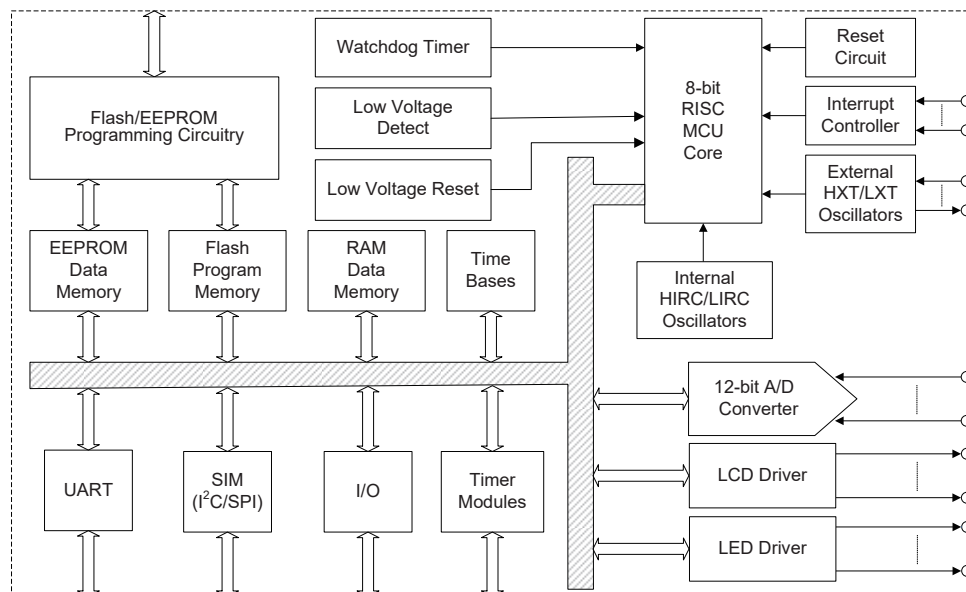 Watchdog Timer
Low Voltage
Detect
Low Voltage Reset
8-bit
RISC
MCU
Core
Reset
Circuit
Interrupt
Controller
External
HXT/LXT
Oscillators
Internal
HIRC/LIRC
Oscillators
Flash/EEPROM
Programming Circuitry
EEPROM
Data
Memory
Flash
Program
Memory
RAM
Data
Memory
Time
Bases
12-bit A/D
Converter
LCD Driver
LED Driver
UART
SIM
(I²C/SPI)
I/O
Timer
Modules